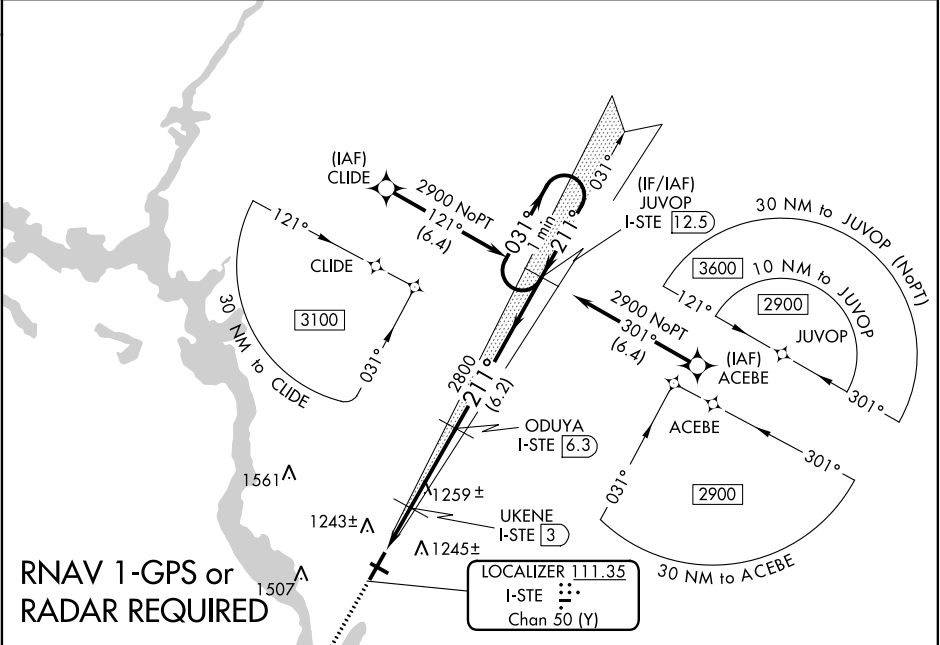 (IAF)
CLIDE
2900 NoPT
121°
(6.4)
031°
1 min
211°
031°
(IF/IAF)
JUVOP
I-STE 12.5
30 NM to JUVOP (NoPT)
3600
10 NM to JUVOP
2900
121°
JUVOP
301°
121°
CLIDE
3100
031°
30 NM to CLIDE
2900 NoPT
301°
(6.4)
(IAF)
ACEBE
2800
211°
(6.2)
ODUYA
I-STE 6.3
ACEBE
301°
031°
2900
30 NM to ACEBE
1561
1259 ±
1243±
UKENE
I-STE 3
1245±
1507
RNAV 1-GPS or
RADAR REQUIRED
LOCALIZER 111.35
I-STE
Chan 50 (Y)